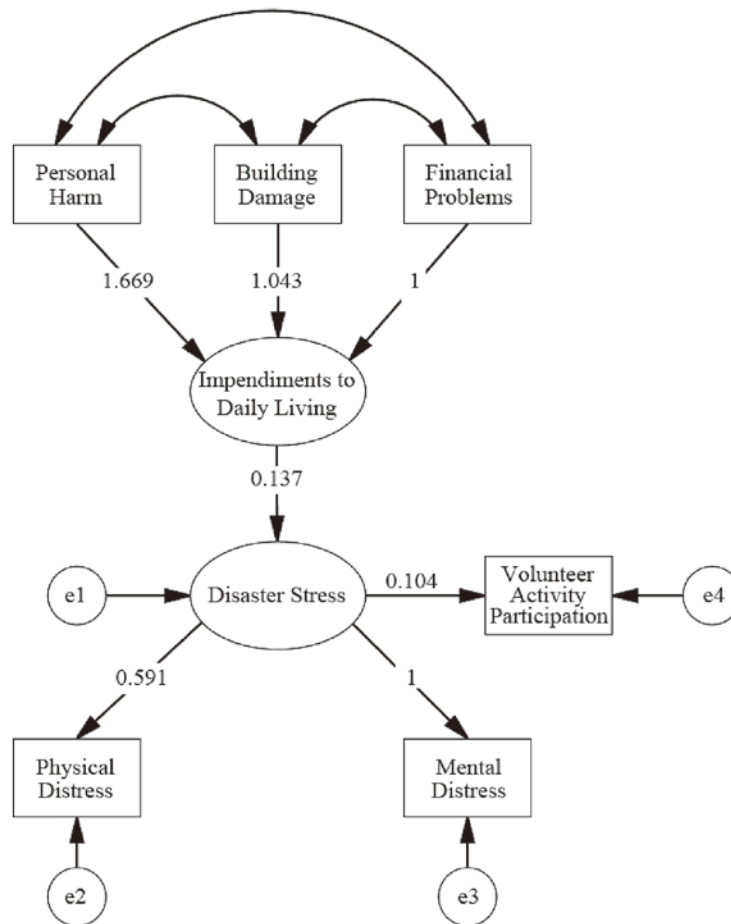 Personal
Harm
Building
Damage
Financial
Problems
1.669
1.043
1
Impendiments to
Daily Living
0.137
e1
Disaster Stress
0.104
Volunteer
Activity
Participation
e4
0.591
1
Physical
Distress
Mental
Distress
e2
e3